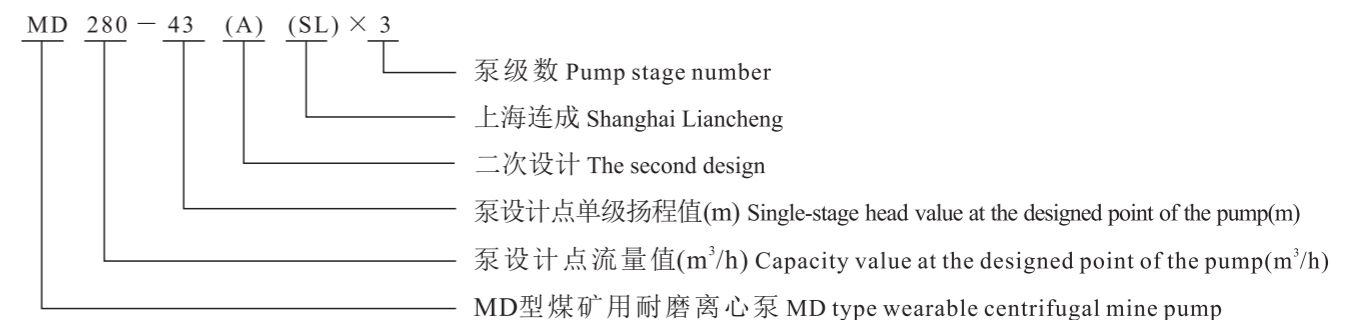 MD 280－43 (A) (SL)×3
泵级数 Pump stage number
上海连成 Shanghai Liancheng
二次设计 The second design
泵设计点单级扬程值(m) Single-stage head value at the designed point of the pump(m)
泵设计点流量值(m³/h) Capacity value at the designed point of the pump(m³/h)
MD型煤矿用耐磨离心泵 MD type wearable centrifugal mine pump